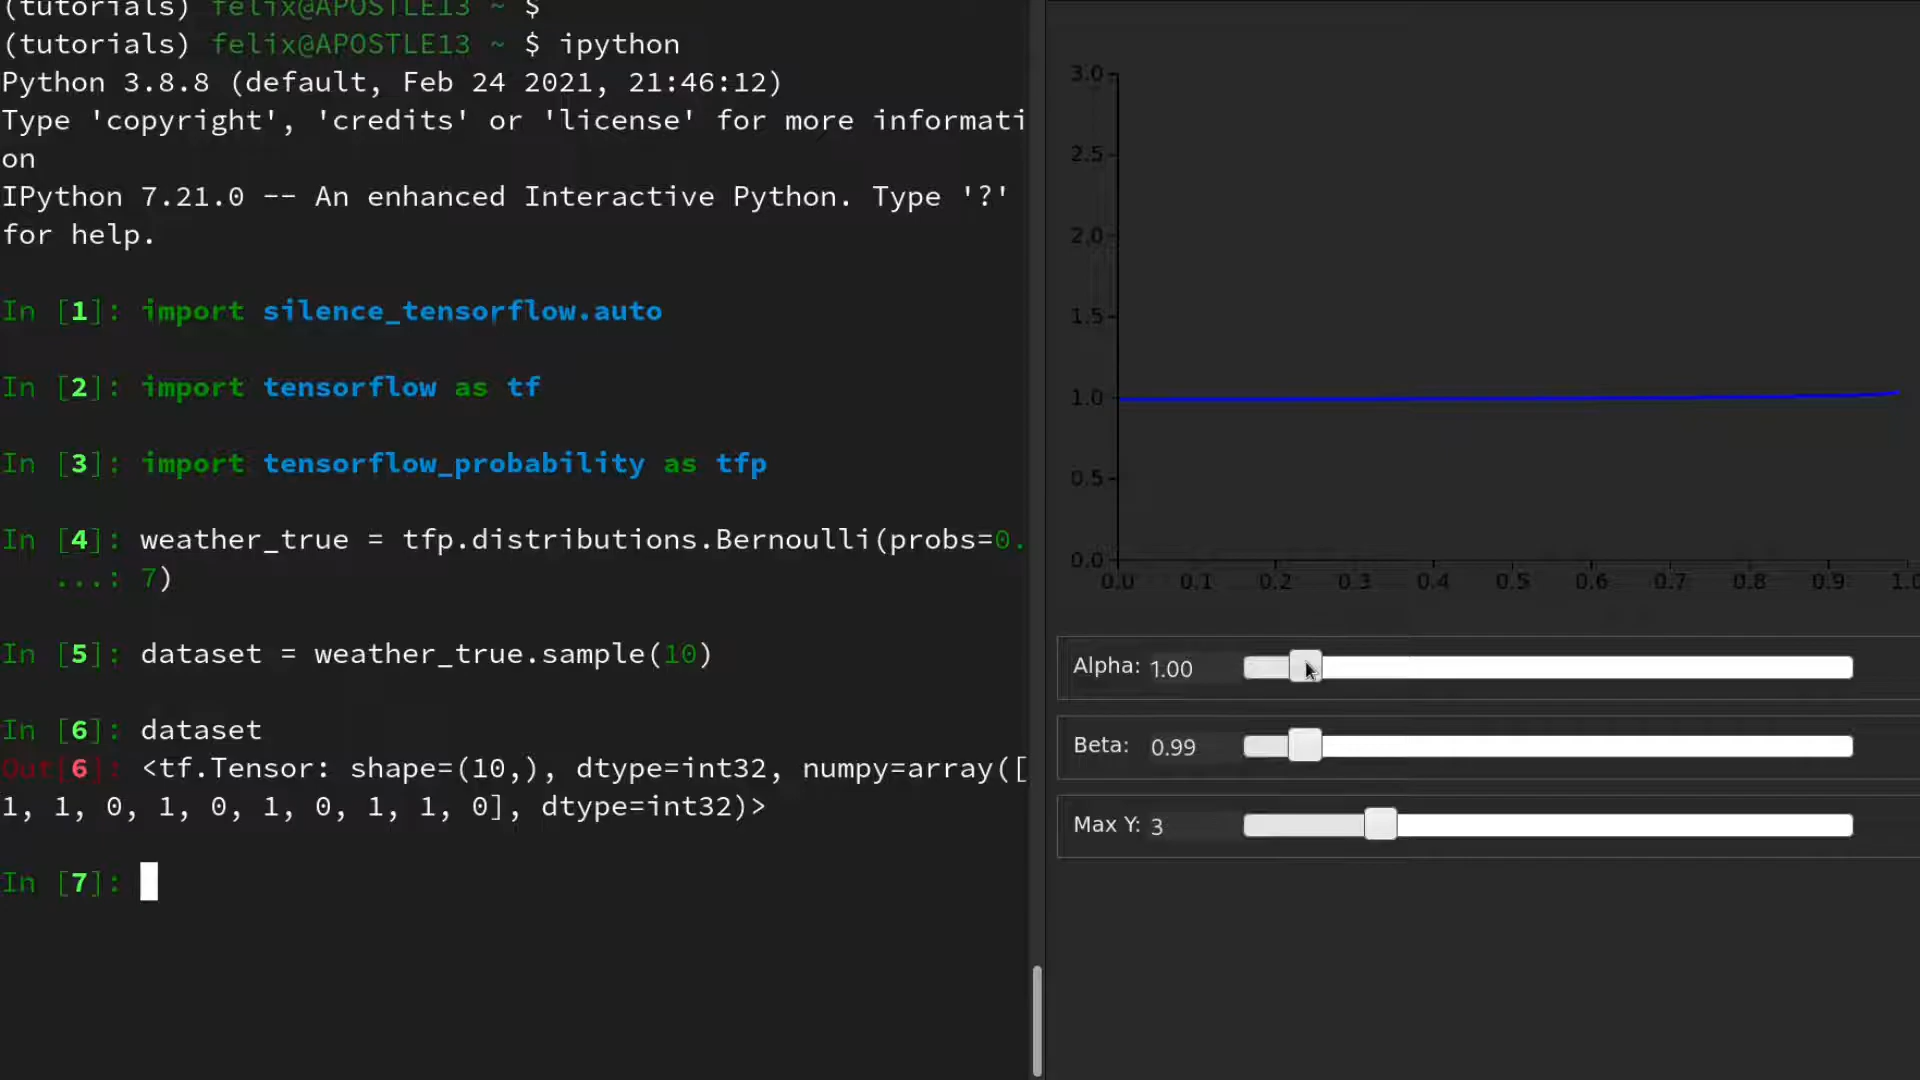 (tutorials) felix@APOSTLE13 ~ $
(tutorials) felix@APOSTLE13 ~ $ ipython
Python 3.8.8 (default, Feb 24 2021, 21:46:12)
Type 'copyright', 'credits' or 'license' for more informati
on
IPython 7.21.0 -- An enhanced Interactive Python. Type '?'
for help.
In [1]: import silence_tensorflow.auto
In [2]: import tensorflow as tf
In [3]: import tensorflow_probability as tfp
In [4]: weather_true = tfp.distributions.Bernoulli(probs=0.
...: 7)
In [5]: dataset = weather_true.sample(10)
In [6]: dataset
Out[6]: <tf.Tensor: shape=(10,), dtype=int32, numpy=array([
1, 1, 0, 1, 0, 1, 0, 1, 1, 0], dtype=int32)>
In [7]:
3.0
2.5
2.0
1.5
1.0
0.5
0.0
0.0 0.1 0.2 0.3 0.4 0.5 0.6 0.7 0.8 0.9 1.0
Alpha: 1.00
Beta: 0.99
Max Y: 3